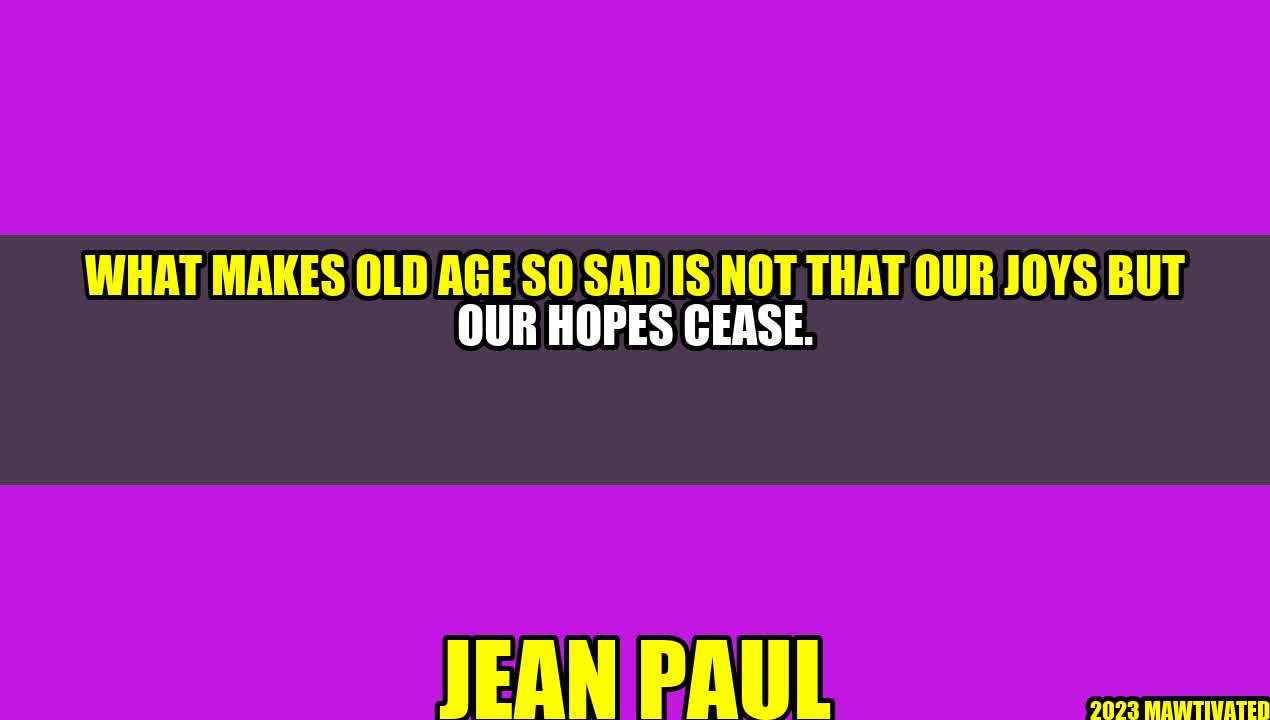 WHAT MAKES OLD AGE SO SAD IS NOT THAT OUR JOYS BUT
OUR HOPES CEASE.
JEAN PAUL
2023 MAWTIVATED